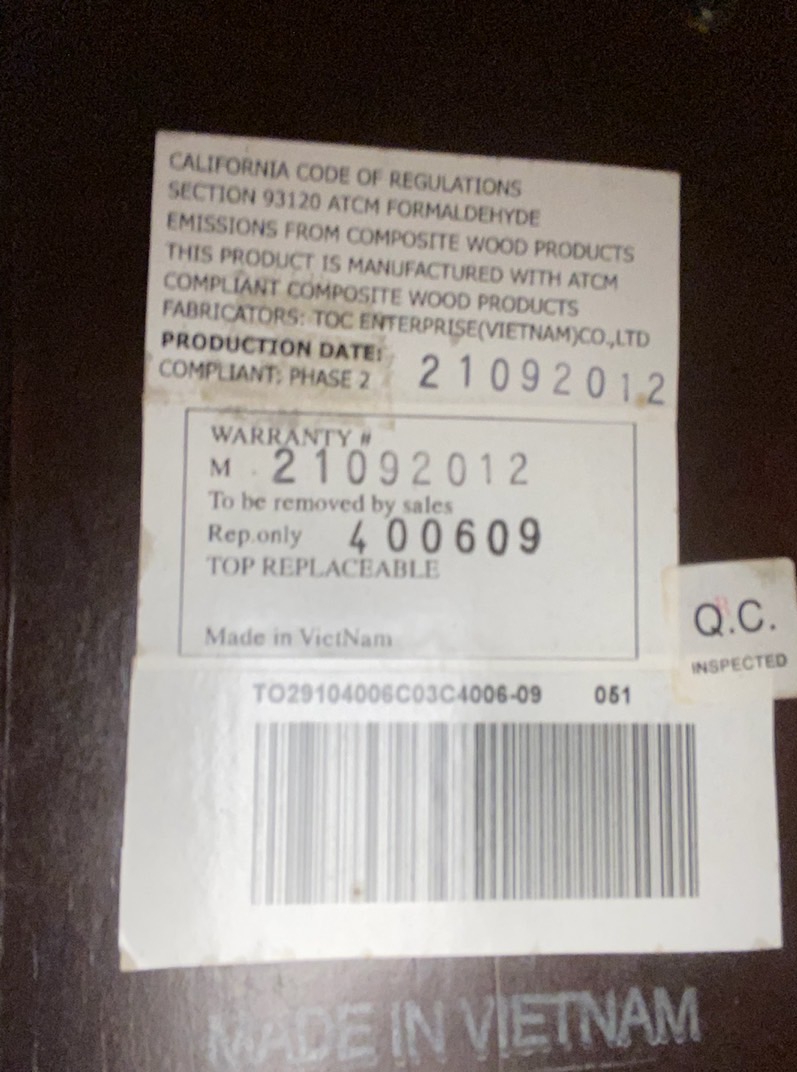 CALIFORNIA CODE OF REGULATIONS
SECTION 93120 ATCM FORMALDEHYDE
EMISSIONS FROM COMPOSITE WOOD PRODUCTS
THIS PRODUCT IS MANUFACTURED WITH ATCM
COMPLIANT COMPOSITE WOOD PRODUCTS
FABRICATORS: TOC ENTERPRISE(VIETNAM)CO.,LTD
PRODUCTION DATE:
COMPLIANT: PHASE 2 21092012
WARRANTY #
M 21092012
To be removed by sales
Rep.only 400609
TOP REPLACEABLE
Made in VietNam
Q.C.
INSPECTED
TO29104006C03C4006-09 051
MADE IN VIETNAM